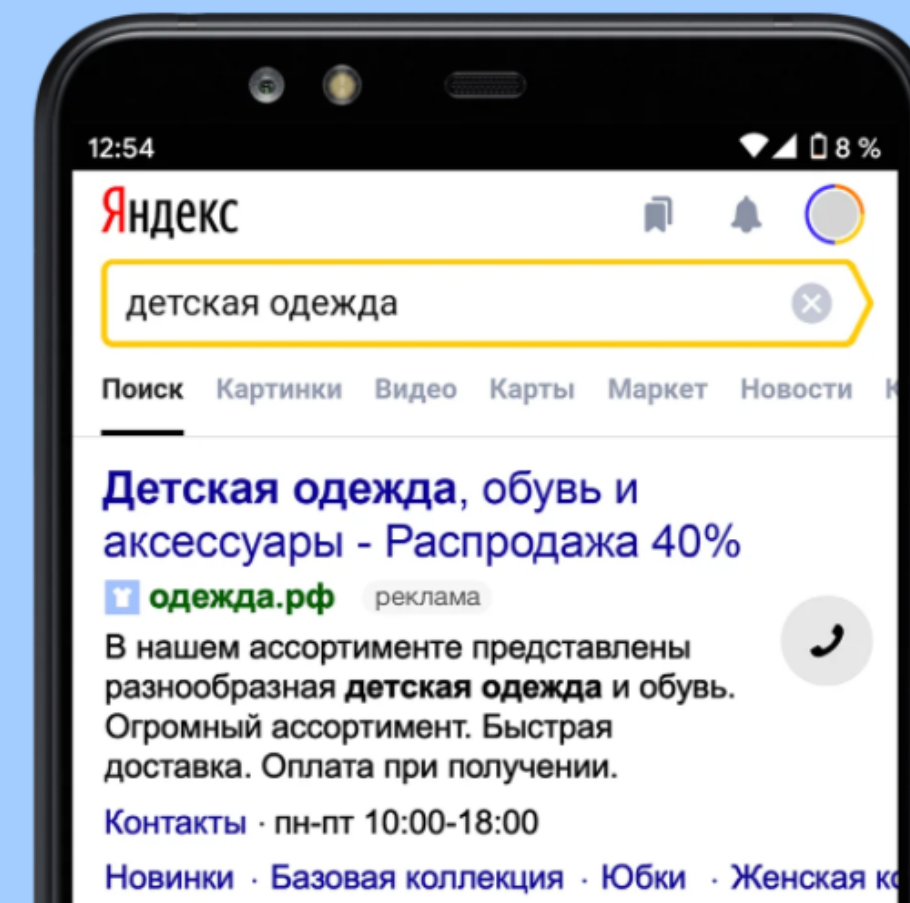 12:54 8 %
Яндекс
детская одежда
Поиск Картинки Видео Карты Маркет Новости
Детская одежда, обувь и
аксессуары - Распродажа 40%
одежда.рф реклама
В нашем ассортименте представлены
разнообразная детская одежда и обувь.
Огромный ассортимент. Быстрая
доставка. Оплата при получении.
Контакты · пн-пт 10:00-18:00
Новинки · Базовая коллекция · Юбки · Женская